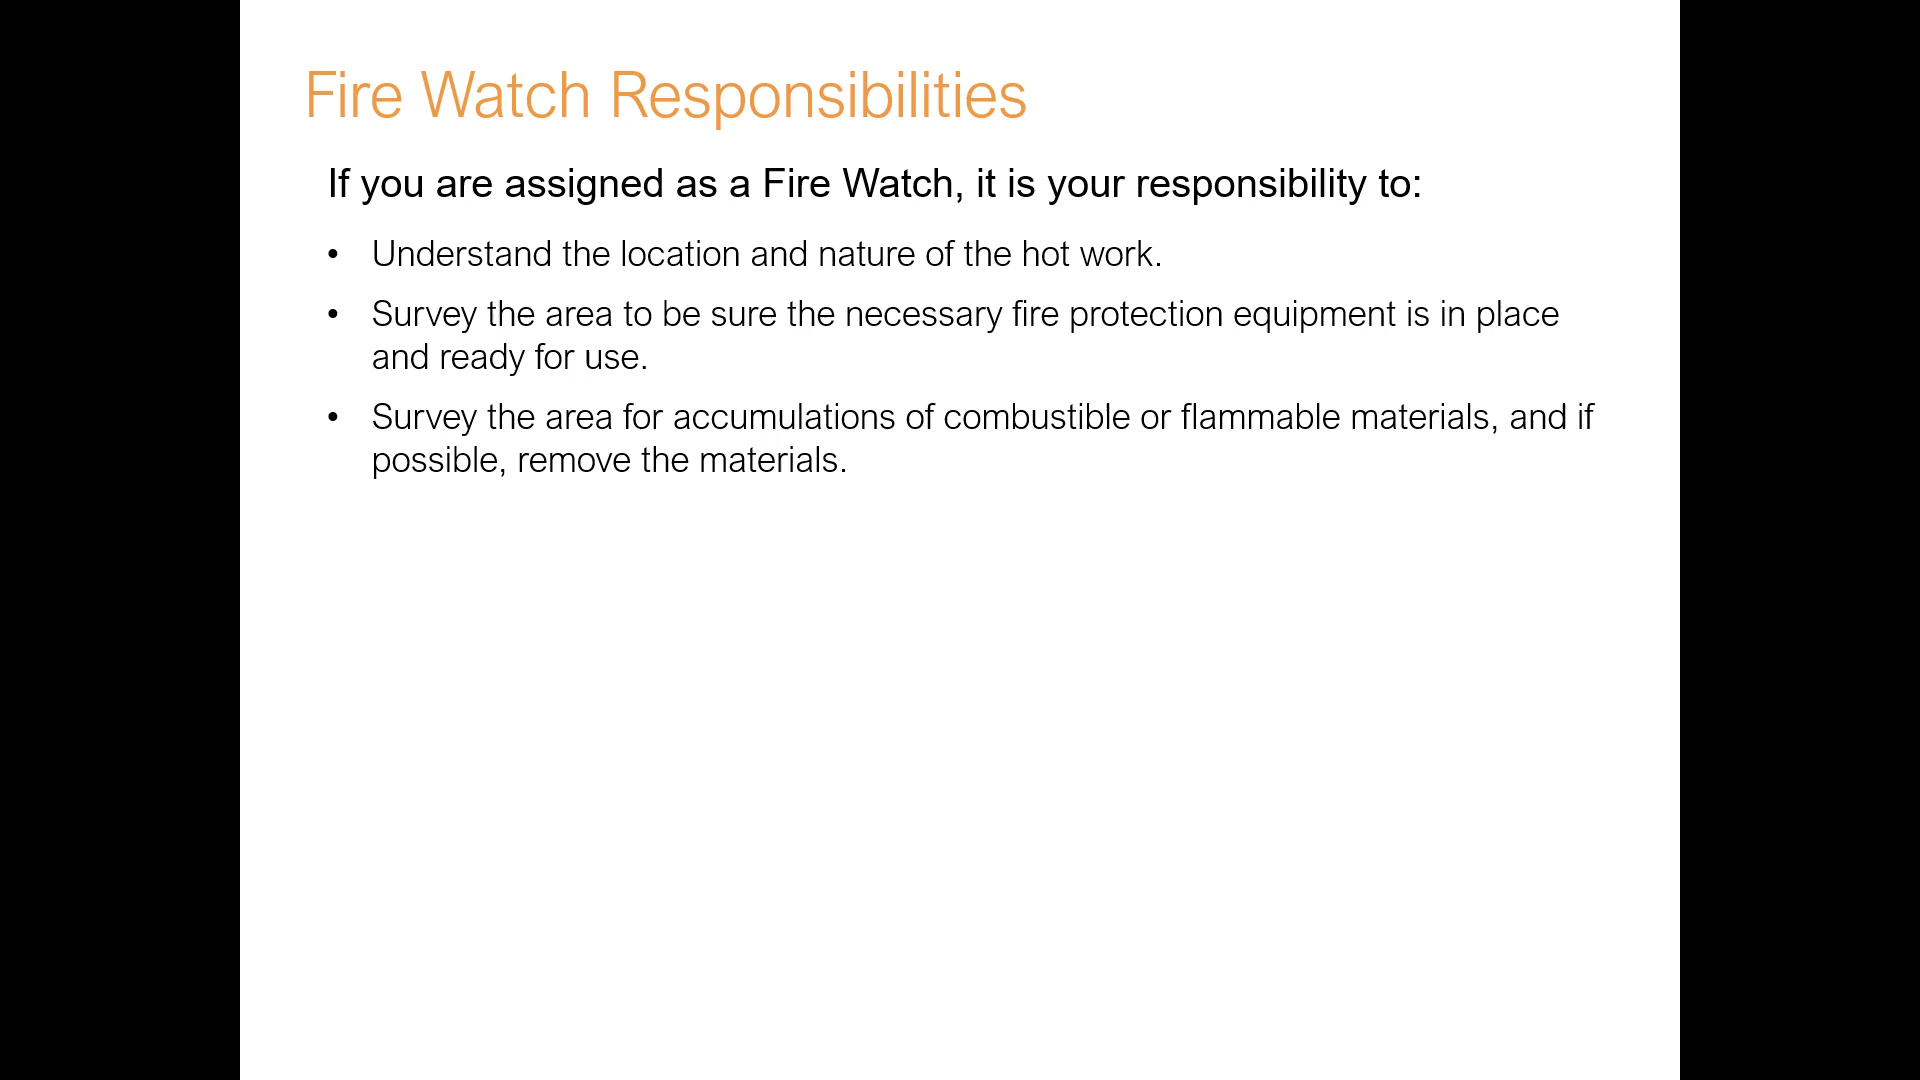 Fire Watch Responsibilities
If you are assigned as a Fire Watch, it is your responsibility to:
• Understand the location and nature of the hot work.
• Survey the area to be sure the necessary fire protection equipment is in place
and ready for use.
• Survey the area for accumulations of combustible or flammable materials, and if
possible, remove the materials.